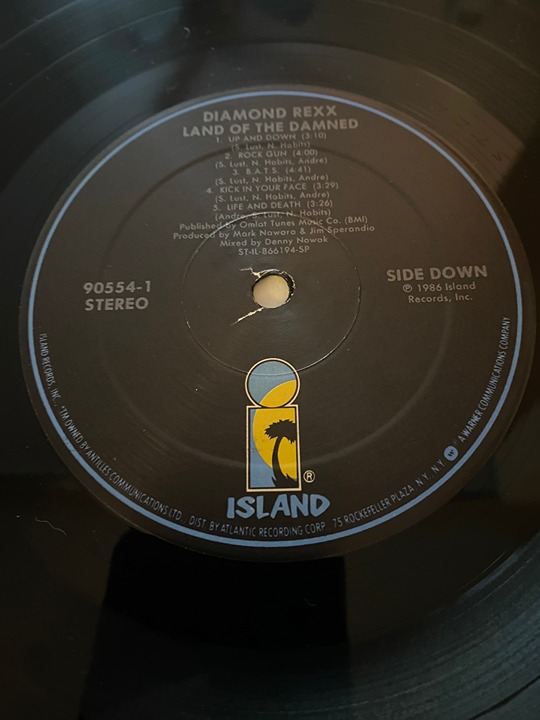 DIAMOND REXX
LAND OF THE DAMNED
1. UP AND DOWN (3:10)
(S. Lust, N. Habits)
2. ROCK GUN (4:00)
(S. Lust, N. Habits, Andre)
3. B.A.T.S. (4:41)
(S. Lust, N. Habits, Andre)
4. KICK IN YOUR FACE (3:29)
(S. Lust, N. Habits, Andre)
5. LIFE AND DEATH (3:26)
(Andre, S. Lust, N. Habits)
Published by Omlat Tunes Music Co. (BMI)
Produced by Mark Nawara & Jim Sperandio
Mixed by Denny Nowak
ST-IL-B66194-SP
90554-1
STEREO
SIDE DOWN
℗ 1986 Island
Records, Inc.
i ®
ISLAND
ISLAND RECORDS, INC. *TM OWNED BY ANTILLES COMMUNICATIONS LTD., DIST. BY ATLANTIC RECORDING CORP. 75 ROCKEFELLER PLAZA, N.Y., N.Y. W A WARNER COMMUNICATIONS COMPANY